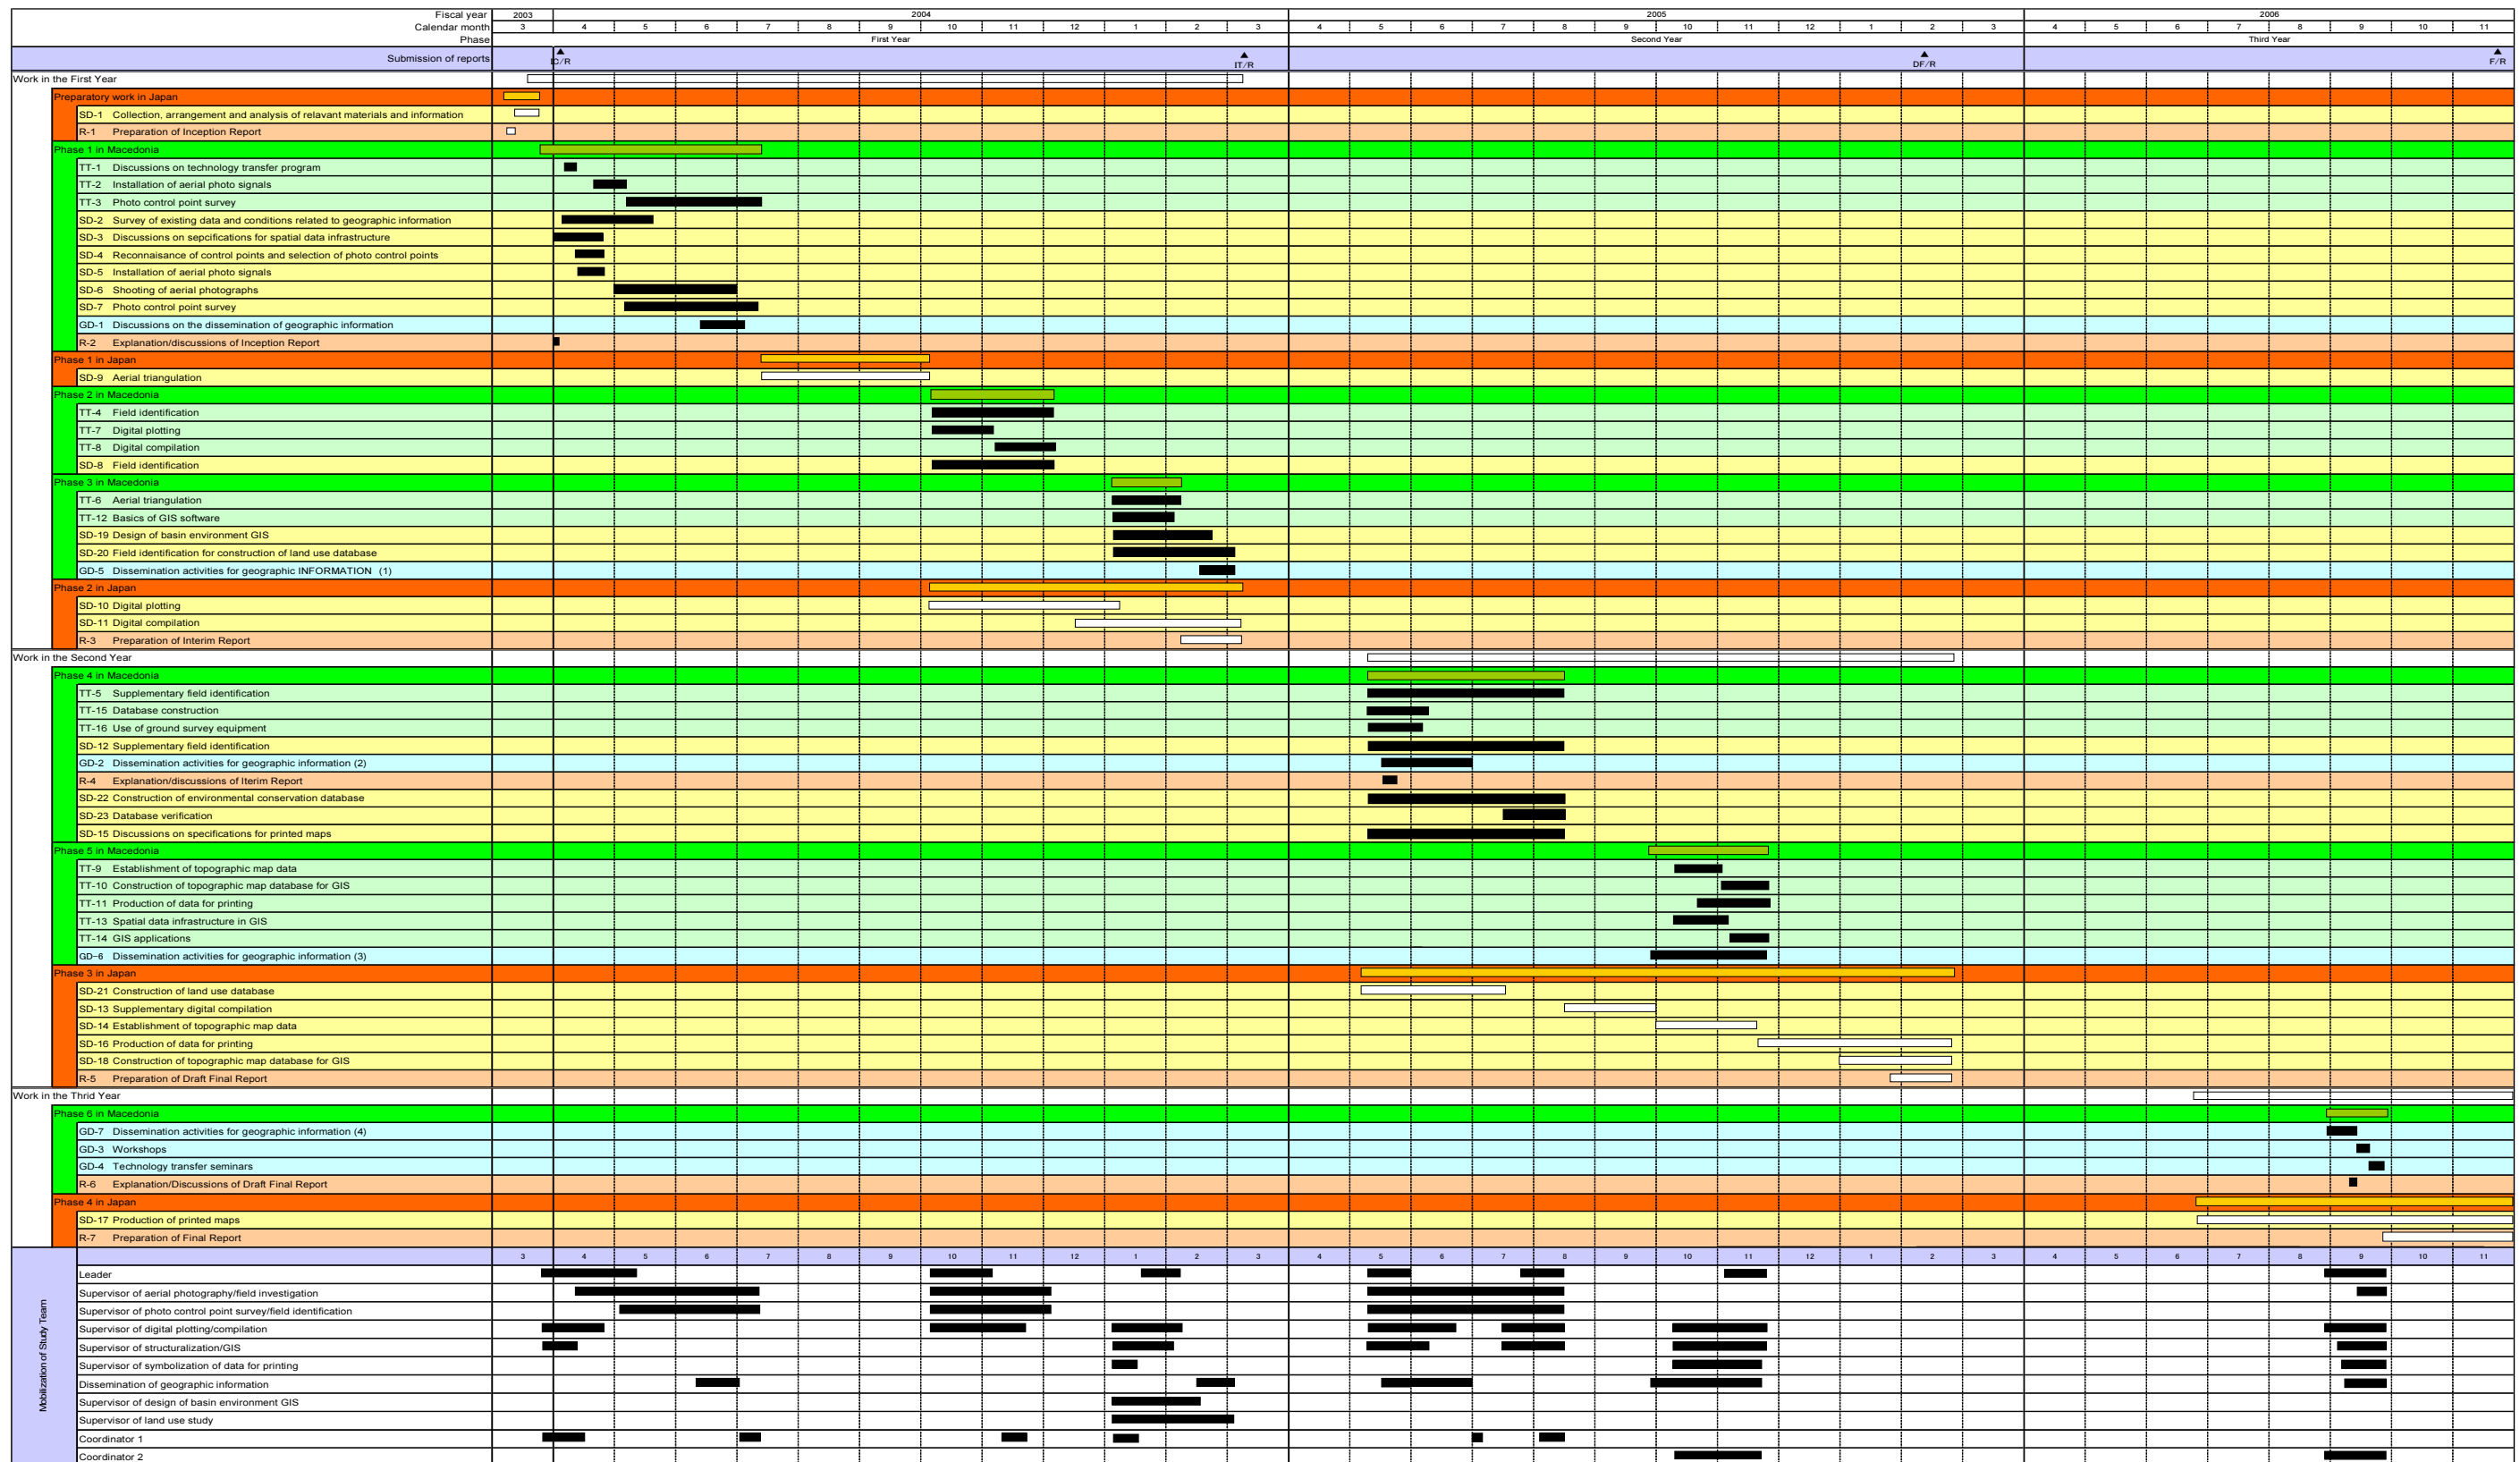 Fiscal year 2003 2004 2005 2006
Calendar month 3 4 5 6 7 8 9 10 11 12 1 2 3 4 5 6 7 8 9 10 11 12 1 2 3 4 5 6 7 8 9 10 11
Phase First Year Second Year Third Year
Submission of reports IC/R IT/R DF/R F/R
Work in the First Year
Preparatory work in Japan
SD-1 Collection, arrangement and analysis of relavant materials and information
R-1 Preparation of Inception Report
Phase 1 in Macedonia
TT-1 Discussions on technology transfer program
TT-2 Installation of aerial photo signals
TT-3 Photo control point survey
SD-2 Survey of existing data and conditions related to geographic information
SD-3 Discussions on sepcifications for spatial data infrastructure
SD-4 Reconnaisance of control points and selection of photo control points
SD-5 Installation of aerial photo signals
SD-6 Shooting of aerial photographs
SD-7 Photo control point survey
GD-1 Discussions on the dissemination of geographic information
R-2 Explanation/discussions of Inception Report
Phase 1 in Japan
SD-9 Aerial triangulation
Phase 2 in Macedonia
TT-4 Field identification
TT-7 Digital plotting
TT-8 Digital compilation
SD-8 Field identification
Phase 3 in Macedonia
TT-6 Aerial triangulation
TT-12 Basics of GIS software
SD-19 Design of basin environment GIS
SD-20 Field identification for construction of land use database
GD-5 Dissemination activities for geographic INFORMATION (1)
Phase 2 in Japan
SD-10 Digital plotting
SD-11 Digital compilation
R-3 Preparation of Interim Report
Work in the Second Year
Phase 4 in Macedonia
TT-5 Supplementary field identification
TT-15 Database construction
TT-16 Use of ground survey equipment
SD-12 Supplementary field identification
GD-2 Dissemination activities for geographic information (2)
R-4 Explanation/discussions of Iterim Report
SD-22 Construction of environmental conservation database
SD-23 Database verification
SD-15 Discussions on specifications for printed maps
Phase 5 in Macedonia
TT-9 Establishment of topographic map data
TT-10 Construction of topographic map database for GIS
TT-11 Production of data for printing
TT-13 Spatial data infrastructure in GIS
TT-14 GIS applications
GD-6 Dissemination activities for geographic information (3)
Phase 3 in Japan
SD-21 Construction of land use database
SD-13 Supplementary digital compilation
SD-14 Establishment of topographic map data
SD-16 Production of data for printing
SD-18 Construction of topographic map database for GIS
R-5 Preparation of Draft Final Report
Work in the Thrid Year
Phase 6 in Macedonia
GD-7 Dissemination activities for geographic information (4)
GD-3 Workshops
GD-4 Technology transfer seminars
R-6 Explanation/Discussions of Draft Final Report
Phase 4 in Japan
SD-17 Production of printed maps
R-7 Preparation of Final Report
3 4 5 6 7 8 9 10 11 12 1 2 3 4 5 6 7 8 9 10 11 12 1 2 3 4 5 6 7 8 9 10 11
Mobilization of Study Team
Leader
Supervisor of aerial photography/field investigation
Supervisor of photo control point survey/field identification
Supervisor of digital plotting/compilation
Supervisor of structuralization/GIS
Supervisor of symbolization of data for printing
Dissemination of geographic information
Supervisor of design of basin environment GIS
Supervisor of land use study
Coordinator 1
Coordinator 2